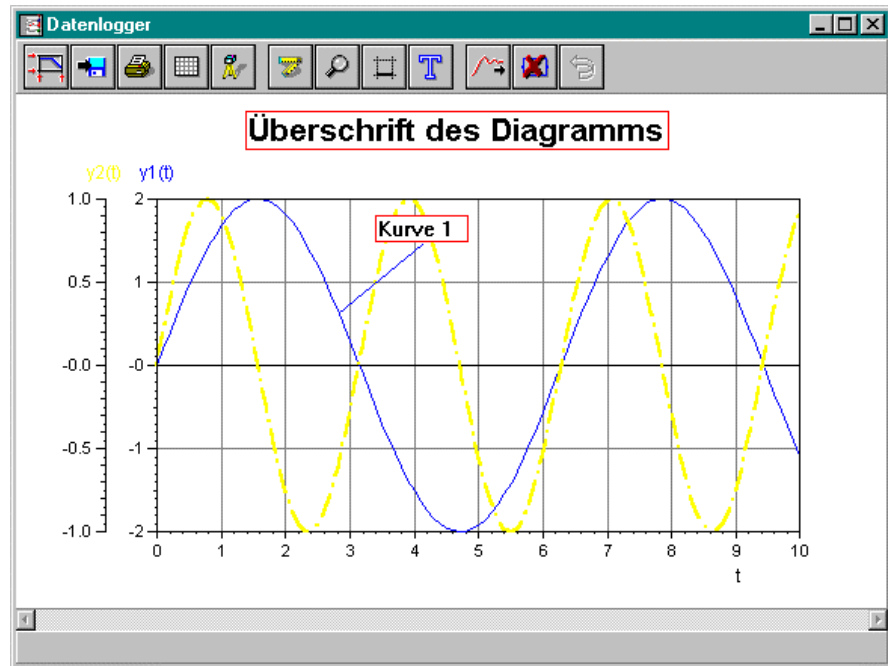 Datenlogger
Überschrift des Diagramms
y2(t) y1(t)
1.0 2
Kurve 1
0.5 1
-0.0 -0
-0.5 -1
-1.0 -2
0 1 2 3 4 5 6 7 8 9 10
t